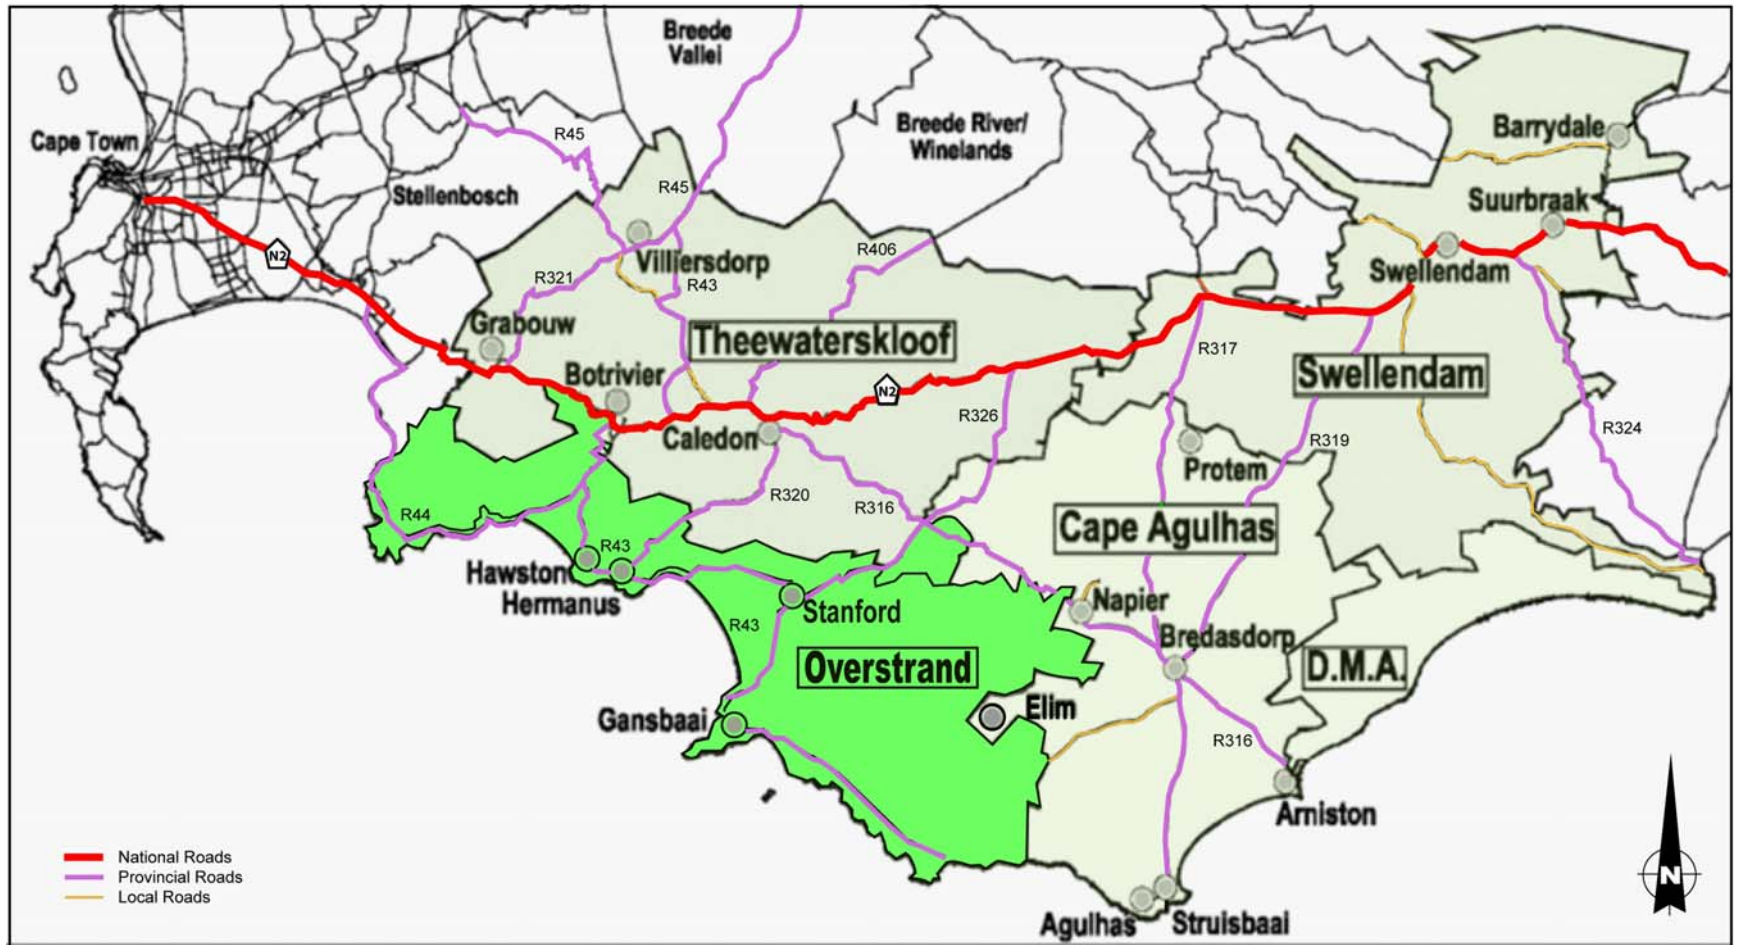 Breede
Vallei
Cape Town
R45
Breede River/
Winelands
Barrydale
Stellenbosch
R45
Suurbraak
R406
Villiersdorp
Swellendam
R321
R43
N2
Grabouw
Theewaterskloof
R317
Botrivier
Swellendam
N2
R326
Caledon
R319
R324
Protem
R320
R316
R44
Cape Agulhas
R43
Hawston
Hermanus
Napier
Stanford
R43
Bredasdorp
Overstrand
D.M.A.
Elim
Gansbaai
R316
Arniston
National Roads
Provincial Roads
Local Roads
N
Agulhas
Struisbaai